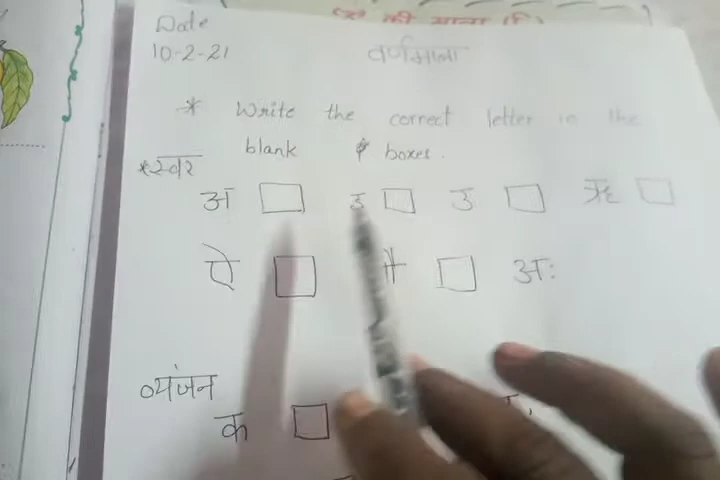 की मात्रा
Date
10-2-21
वर्णमाला
* Write the correct letter in the
blank boxes.
*स्वर
अ उ ऋ
ऐ अः
व्यंजन
क